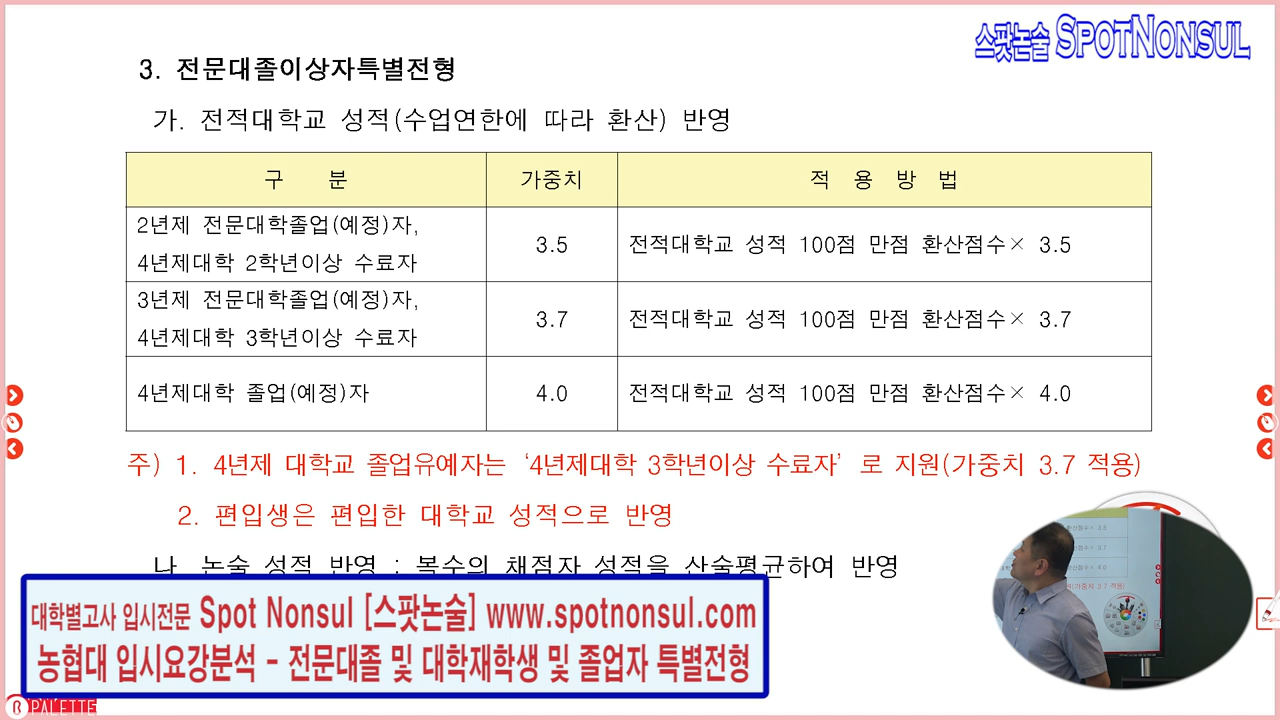 스팟논술 SPOTNONSUL
3. 전문대졸이상자특별전형
가. 전적대학교 성적(수업연한에 따라 환산) 반영
구 분 가중치 적 용 방 법
2년제 전문대학졸업(예정)자,
4년제대학 2학년이상 수료자
3.5 전적대학교 성적 100점 만점 환산점수× 3.5
3년제 전문대학졸업(예정)자,
4년제대학 3학년이상 수료자
3.7 전적대학교 성적 100점 만점 환산점수× 3.7
4년제대학 졸업(예정)자 4.0 전적대학교 성적 100점 만점 환산점수× 4.0
주) 1. 4년제 대학교 졸업유예자는 ‘4년제대학 3학년이상 수료자’ 로 지원(가중치 3.7 적용)
2. 편입생은 편입한 대학교 성적으로 반영
나. 논술 성적 반영 : 복수의 채점자 성적을 산술평균하여 반영
대학별고사 입시전문 Spot Nonsul [스팟논술] www.spotnonsul.com
농협대 입시요강분석 - 전문대졸 및 대학재학생 및 졸업자 특별전형
PALETTE